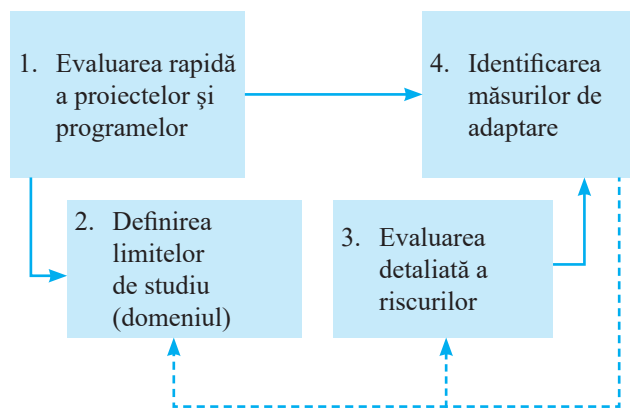 1. Evaluarea rapidă
a proiectelor şi
programelor
4. Identificarea
măsurilor de
adaptare
2. Definirea
limitelor
de studiu
(domeniul)
3. Evaluarea
detaliată a
riscurilor